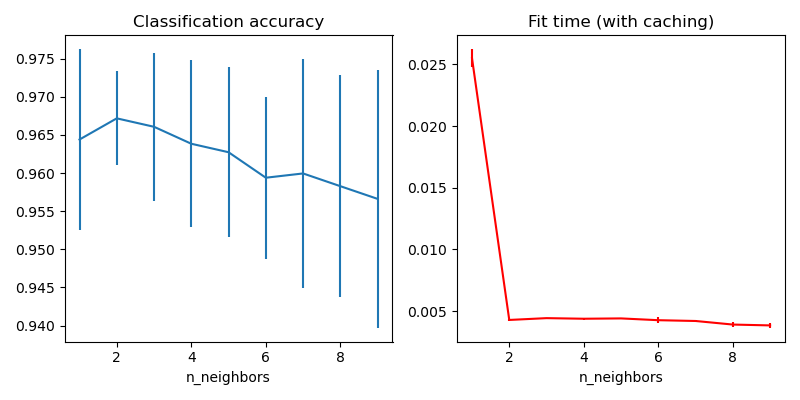 Classification accuracy
0.975
0.970
0.965
0.960
0.955
0.950
0.945
0.940
2 4 6 8
n_neighbors
Fit time (with caching)
0.025
0.020
0.015
0.010
0.005
2 4 6 8
n_neighbors